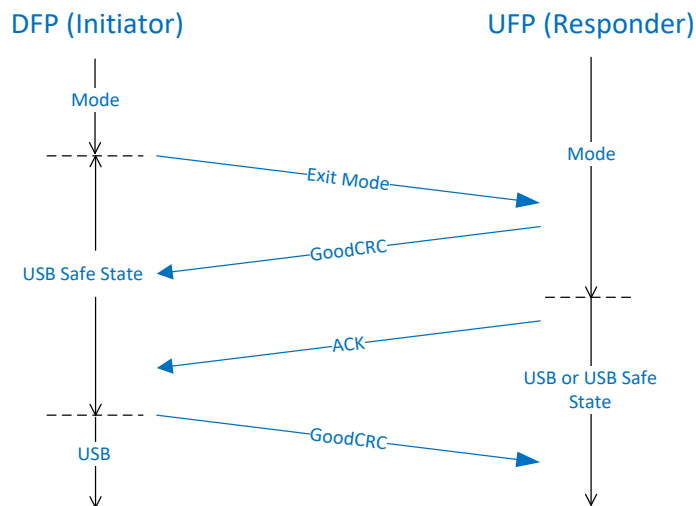 DFP (Initiator)
UFP (Responder)
Mode
Mode
Exit Mode
GoodCRC
USB Safe State
ACK
USB or USB Safe
State
GoodCRC
USB